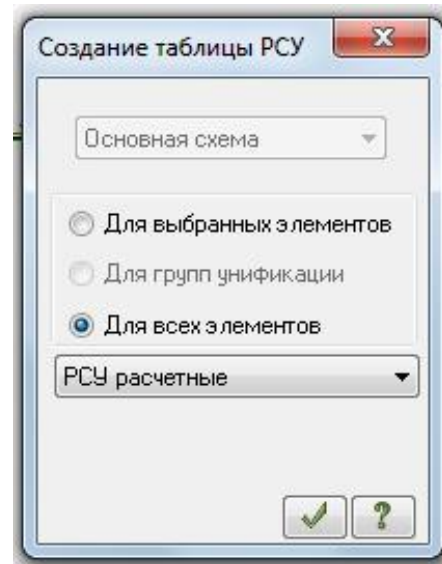 Создание таблицы РСУ
Основная схема
Для выбранных элементов
Для групп унификации
Для всех элементов
РСУ расчетные
?